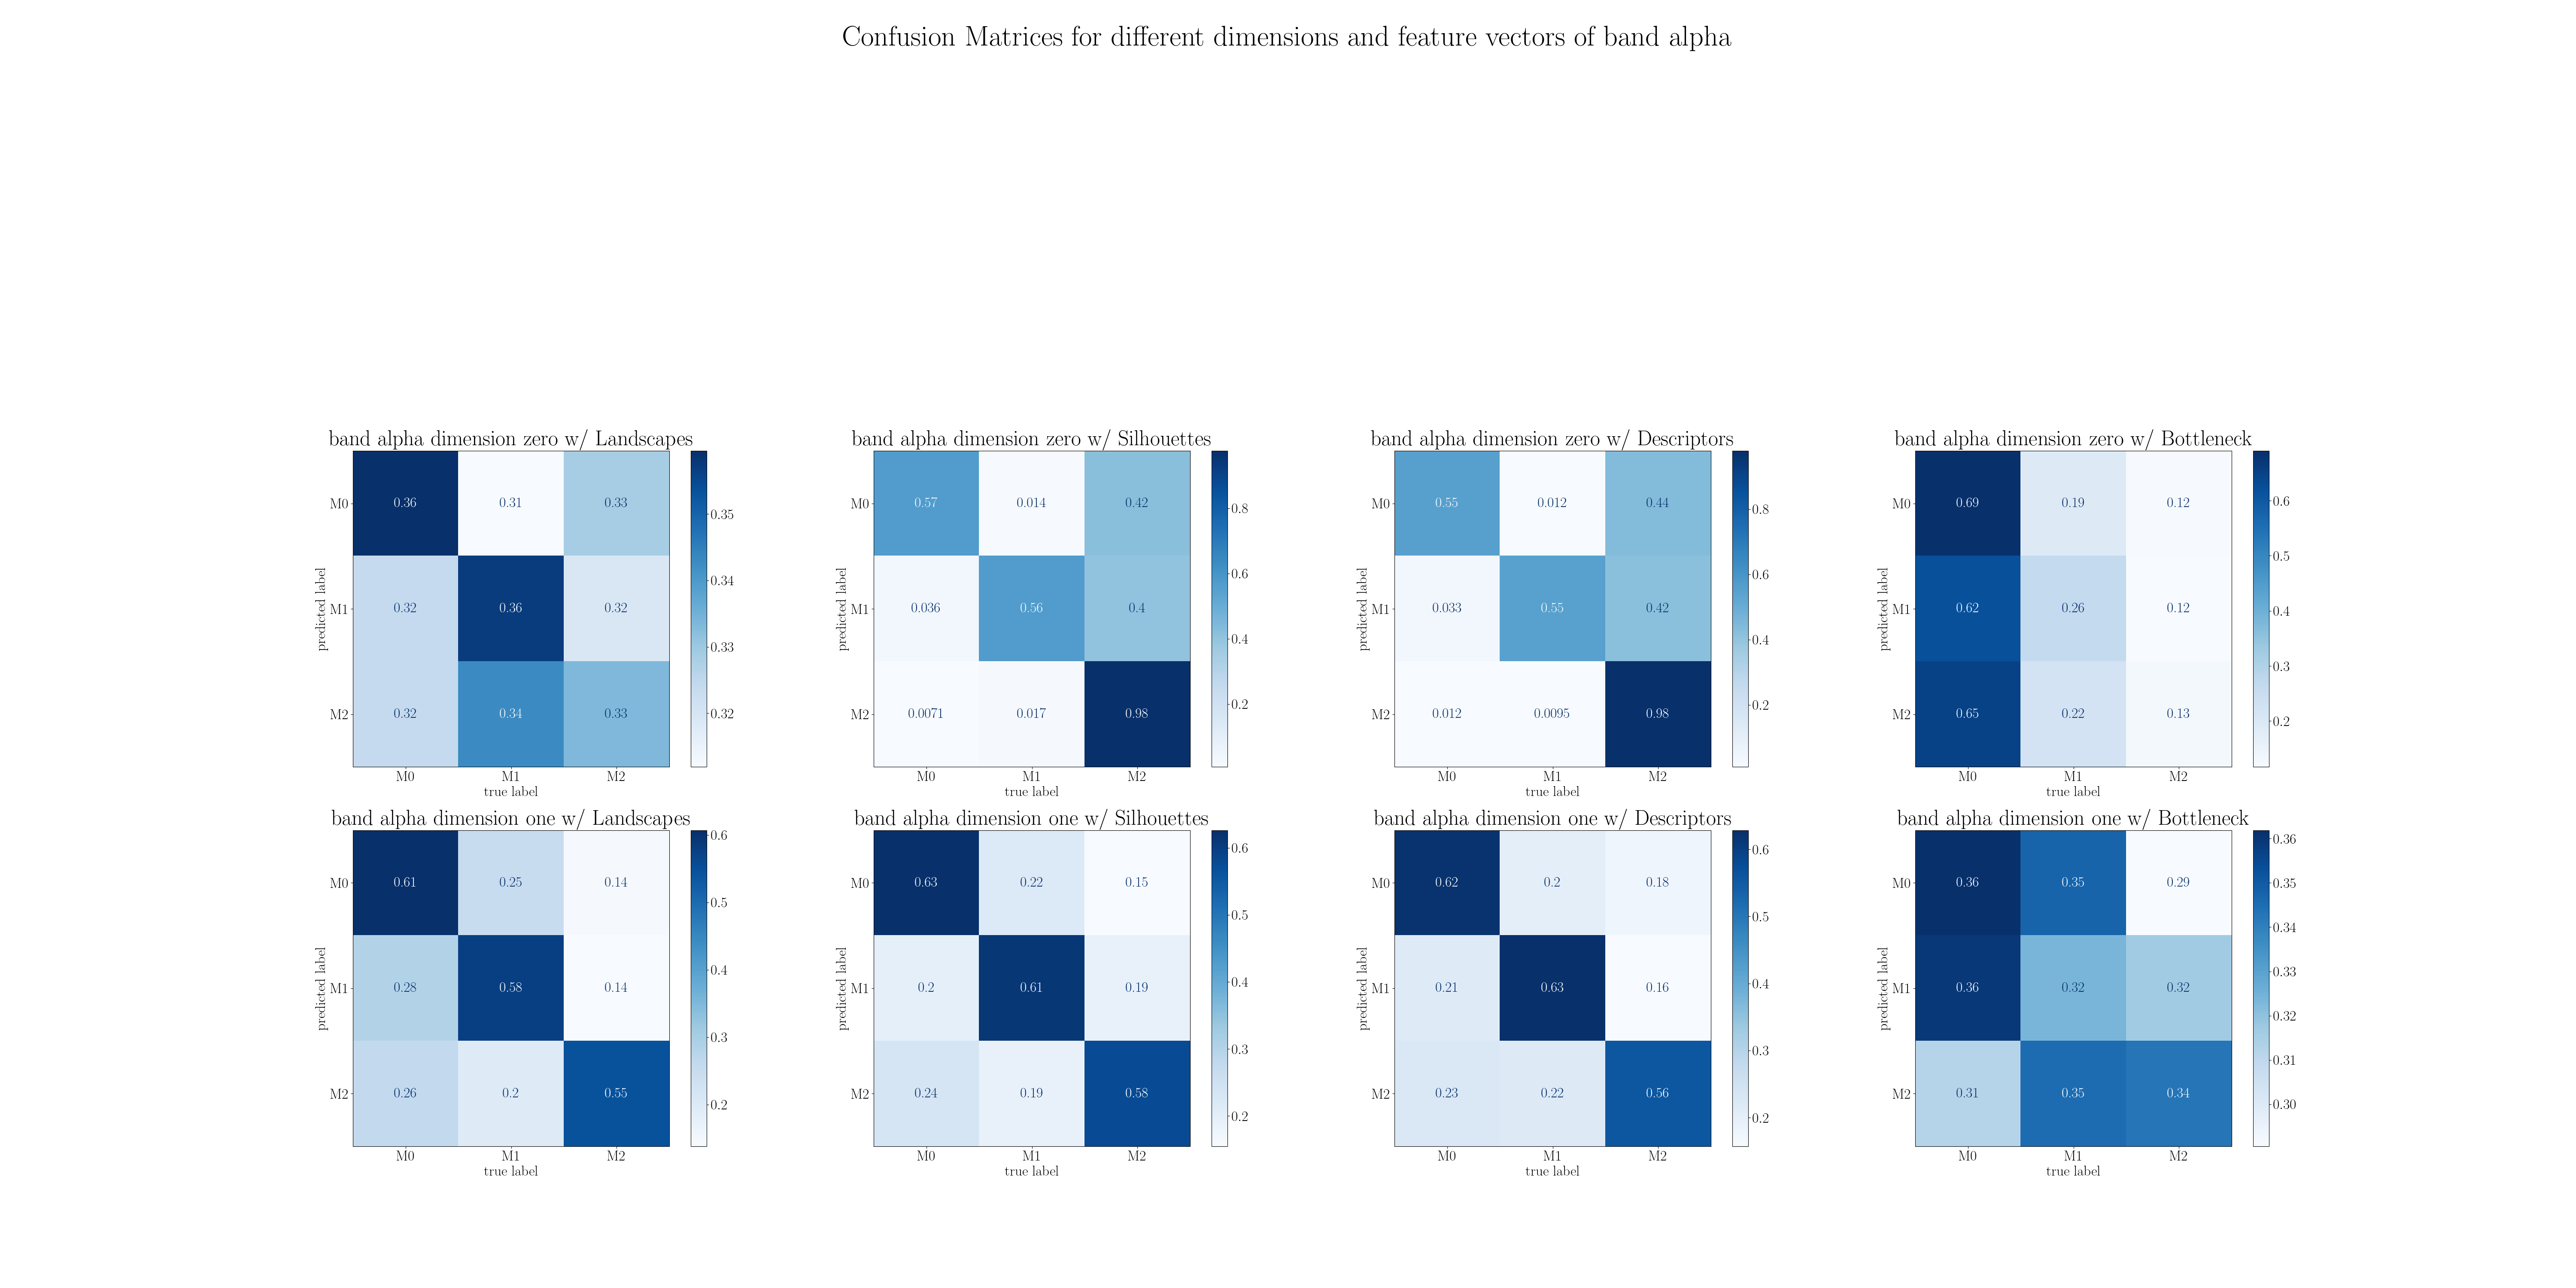 Confusion Matrices for different dimensions and feature vectors of band alpha
band alpha dimension zero w/ Landscapes
M0 0.36 0.31 0.33
M1 0.32 0.36 0.32
M2 0.32 0.34 0.33
M0 M1 M2
true label
predicted label
0.35
0.34
0.33
0.32
band alpha dimension zero w/ Silhouettes
M0 0.57 0.014 0.42
M1 0.036 0.56 0.4
M2 0.0071 0.017 0.98
M0 M1 M2
true label
predicted label
0.8
0.6
0.4
0.2
band alpha dimension zero w/ Descriptors
M0 0.55 0.012 0.44
M1 0.033 0.55 0.42
M2 0.012 0.0095 0.98
M0 M1 M2
true label
predicted label
0.8
0.6
0.4
0.2
band alpha dimension zero w/ Bottleneck
M0 0.69 0.19 0.12
M1 0.62 0.26 0.12
M2 0.65 0.22 0.13
M0 M1 M2
true label
predicted label
0.6
0.5
0.4
0.3
0.2
band alpha dimension one w/ Landscapes
M0 0.61 0.25 0.14
M1 0.28 0.58 0.14
M2 0.26 0.2 0.55
M0 M1 M2
true label
predicted label
0.6
0.5
0.4
0.3
0.2
band alpha dimension one w/ Silhouettes
M0 0.63 0.22 0.15
M1 0.2 0.61 0.19
M2 0.24 0.19 0.58
M0 M1 M2
true label
predicted label
0.6
0.5
0.4
0.3
0.2
band alpha dimension one w/ Descriptors
M0 0.62 0.2 0.18
M1 0.21 0.63 0.16
M2 0.23 0.22 0.56
M0 M1 M2
true label
predicted label
0.6
0.5
0.4
0.3
0.2
band alpha dimension one w/ Bottleneck
M0 0.36 0.35 0.29
M1 0.36 0.32 0.32
M2 0.31 0.35 0.34
M0 M1 M2
true label
predicted label
0.36
0.35
0.34
0.33
0.32
0.31
0.30